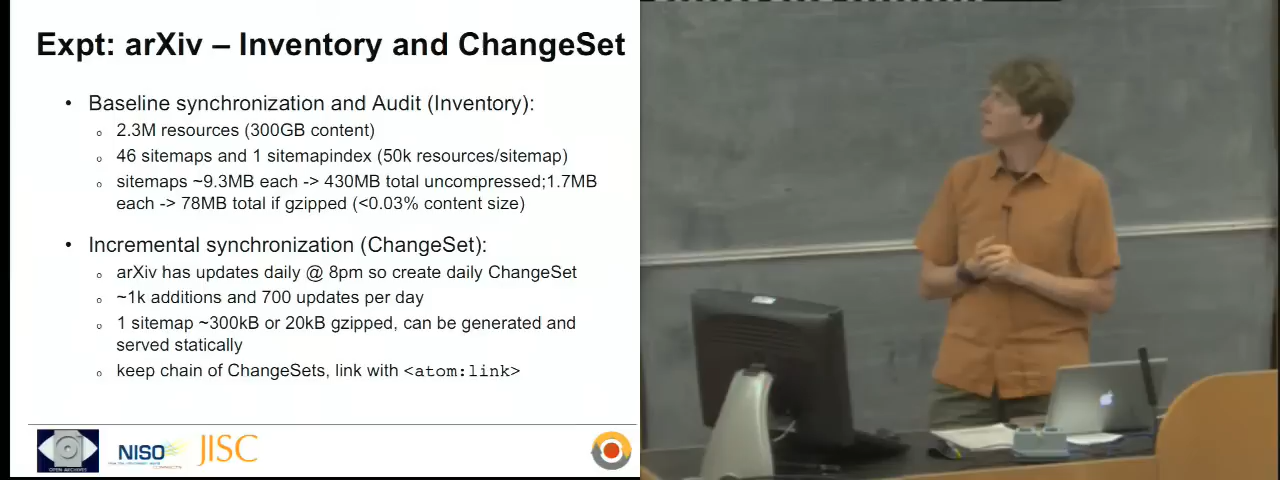 Expt: arXiv – Inventory and ChangeSet
• Baseline synchronization and Audit (Inventory):
o 2.3M resources (300GB content)
o 46 sitemaps and 1 sitemapindex (50k resources/sitemap)
o sitemaps ~9.3MB each -> 430MB total uncompressed;1.7MB
each -> 78MB total if gzipped (<0.03% content size)
• Incremental synchronization (ChangeSet):
o arXiv has updates daily @ 8pm so create daily ChangeSet
o ~1k additions and 700 updates per day
o 1 sitemap ~300kB or 20kB gzipped, can be generated and
served statically
o keep chain of ChangeSets, link with <atom:link>
OPEN ARCHIVES
NISO
JISC